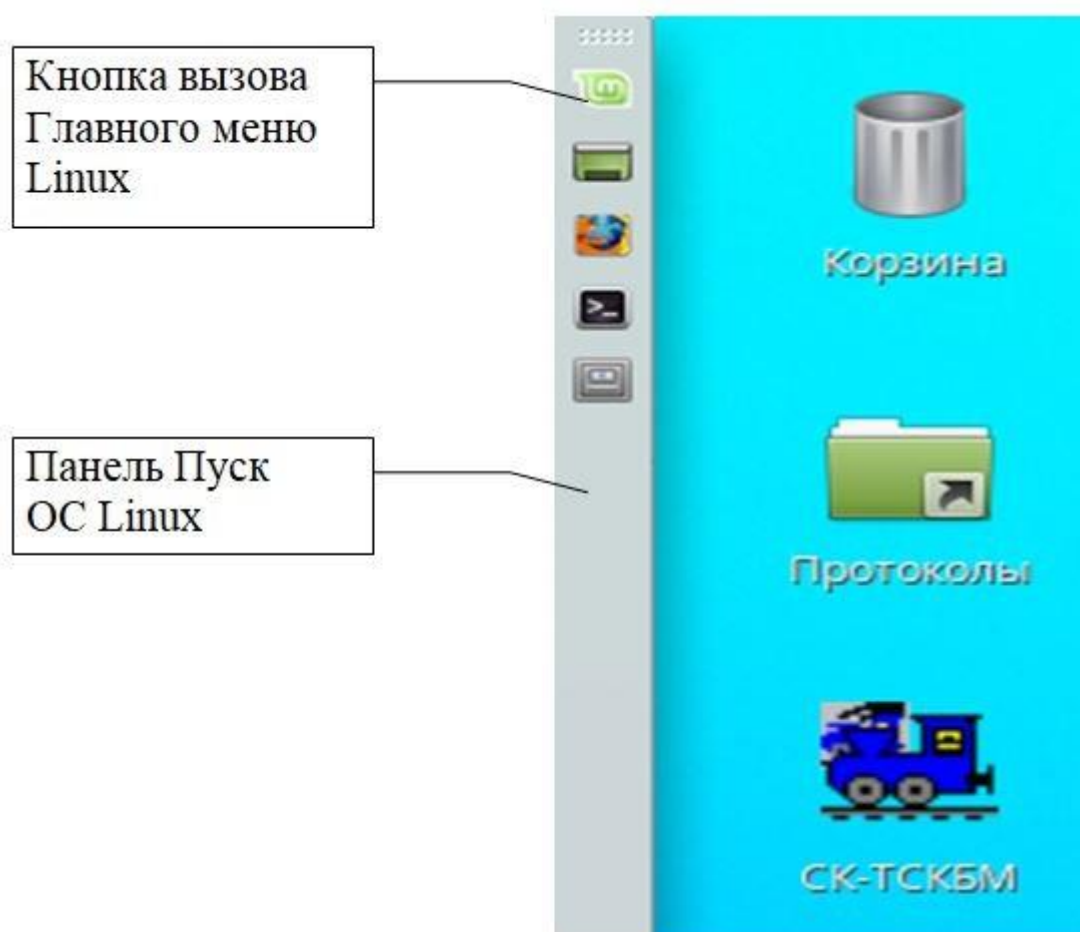 Кнопка вызова
Главного меню
Linux
Панель Пуск
ОС Linux
Корзина
Протоколы
СК-ТСКБМ